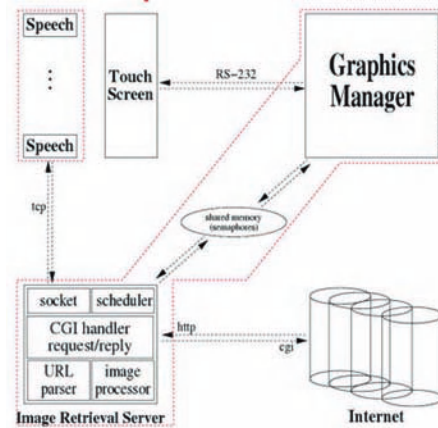 Speech
Speech
Touch
Screen
RS-232
Graphics
Manager
tcp
shared memory
(semaphores)
socket
scheduler
CGI handler
request/reply
URL
parser
image
processor
Image Retrieval Server
http
cgi
Internet